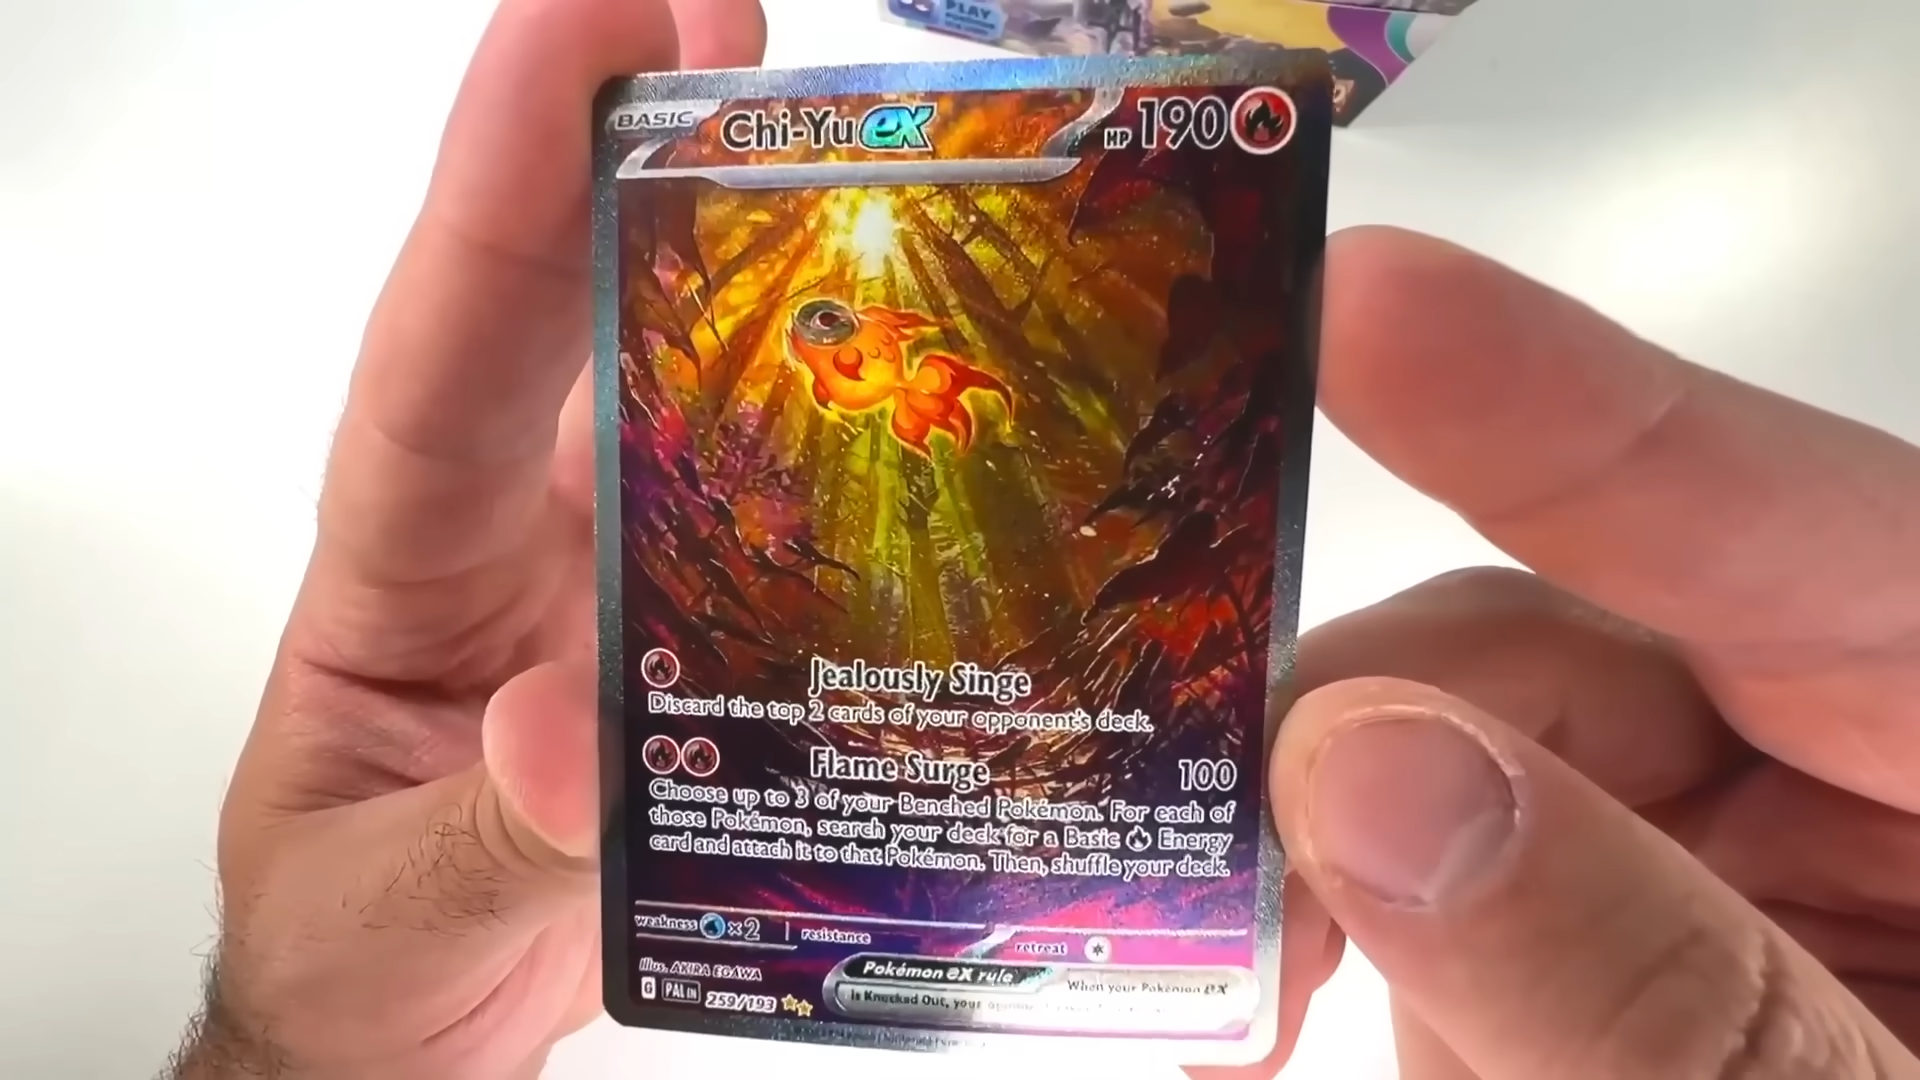 PLAY
BASIC Chi-Yu ex HP 190
Jealously Singe
Discard the top 2 cards of your opponent's deck.
Flame Surge 100
Choose up to 3 of your Benched Pokémon. For each of
those Pokémon, search your deck for a Basic Energy
card and attach it to that Pokémon. Then, shuffle your deck.
weakness x2 resistance
retreat
Illus. AKIRA EGAWA
Pokémon ex rule When your Pokémon ex
is Knocked Out, your
G PAL EN 259/193